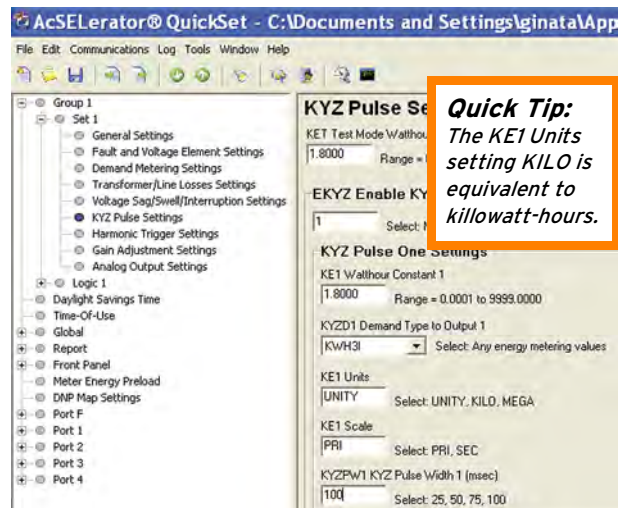 AcSELerator® QuickSet - C:\Documents and Settings\ginata\App
File Edit Communications Log Tools Window Help
Group 1
Set 1
General Settings
Fault and Voltage Element Settings
Demand Metering Settings
Transformer/Line Losses Settings
Voltage Sag/Swell/Interruption Settings
KYZ Pulse Settings
Harmonic Trigger Settings
Gain Adjustment Settings
Analog Output Settings
Logic 1
Daylight Savings Time
Time-Of-Use
Global
Report
Front Panel
Meter Energy Preload
DNP Map Settings
Port F
Port 1
Port 2
Port 3
Port 4
KYZ Pulse Se
KET Test Mode Watthou
1.8000 Range =
EKYZ Enable KY
1 Select:
KYZ Pulse One Settings
KE1 Watthour Constant 1
1.8000 Range = 0.0001 to 9999.0000
KYZD1 Demand Type to Output 1
KWH3I Select: Any energy metering values
KE1 Units
UNITY Select: UNITY, KILO, MEGA
KE1 Scale
PRI Select: PRI, SEC
KYZPW1 KYZ Pulse Width 1 (msec)
100 Select: 25, 50, 75, 100
Quick Tip:
The KE1 Units
setting KILO is
equivalent to
killowatt-hours.